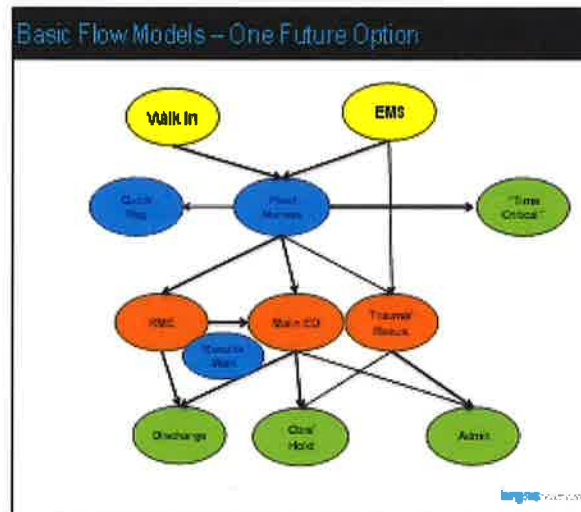 Basic Flow Models – One Future Option
Walk In
EMS
Quick
Reg
Pivot
Nurses
"Time
Critical"
RME
Main ED
Trauma/
Resus
Results
Wait
Discharge
Obs/
Hold
Admit